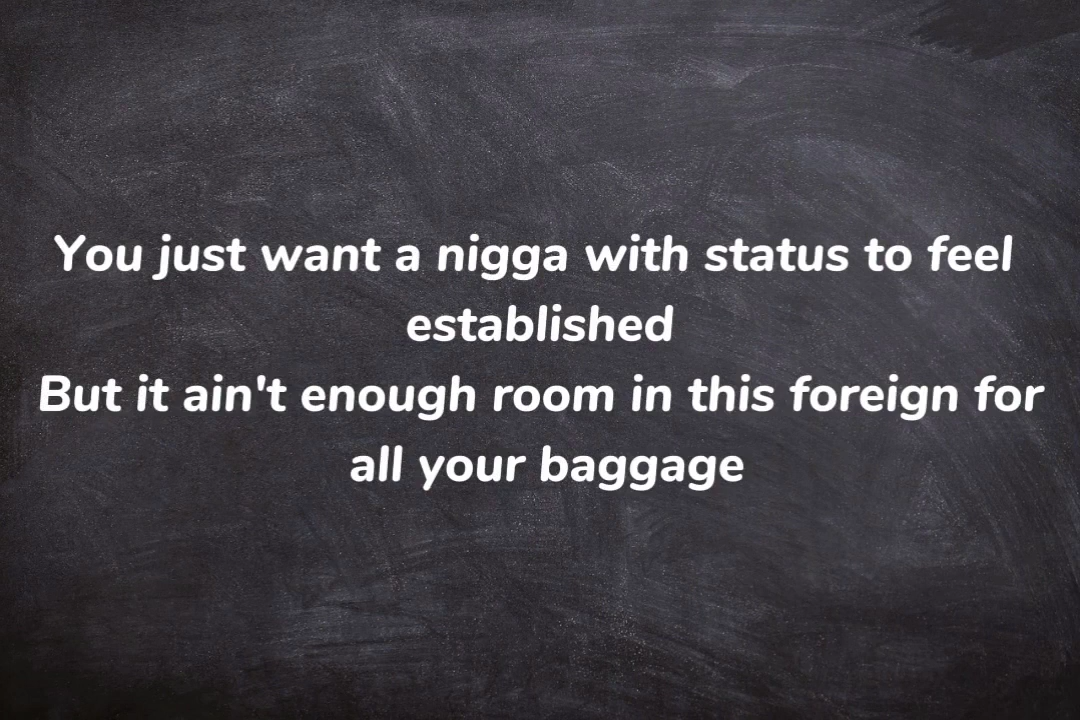 You just want a nigga with status to feel
established
But it ain't enough room in this foreign for
all your baggage